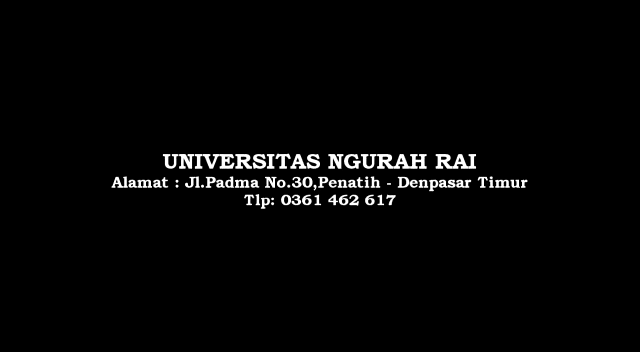 UNIVERSITAS NGURAH RAI
Alamat : Jl.Padma No.30,Penatih - Denpasar Timur
Tlp: 0361 462 617